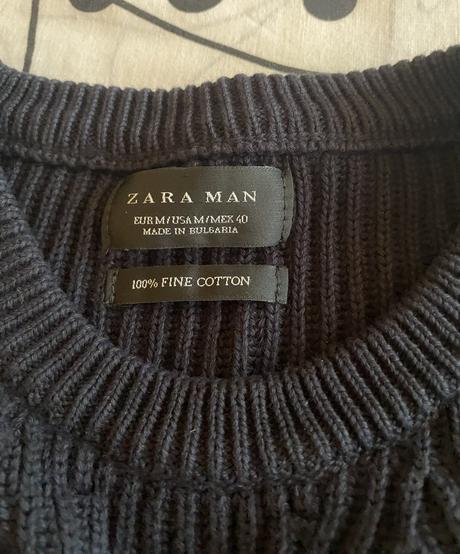 ZARA MAN
EUR M / USA M / MEX 40
MADE IN BULGARIA
100% FINE COTTON